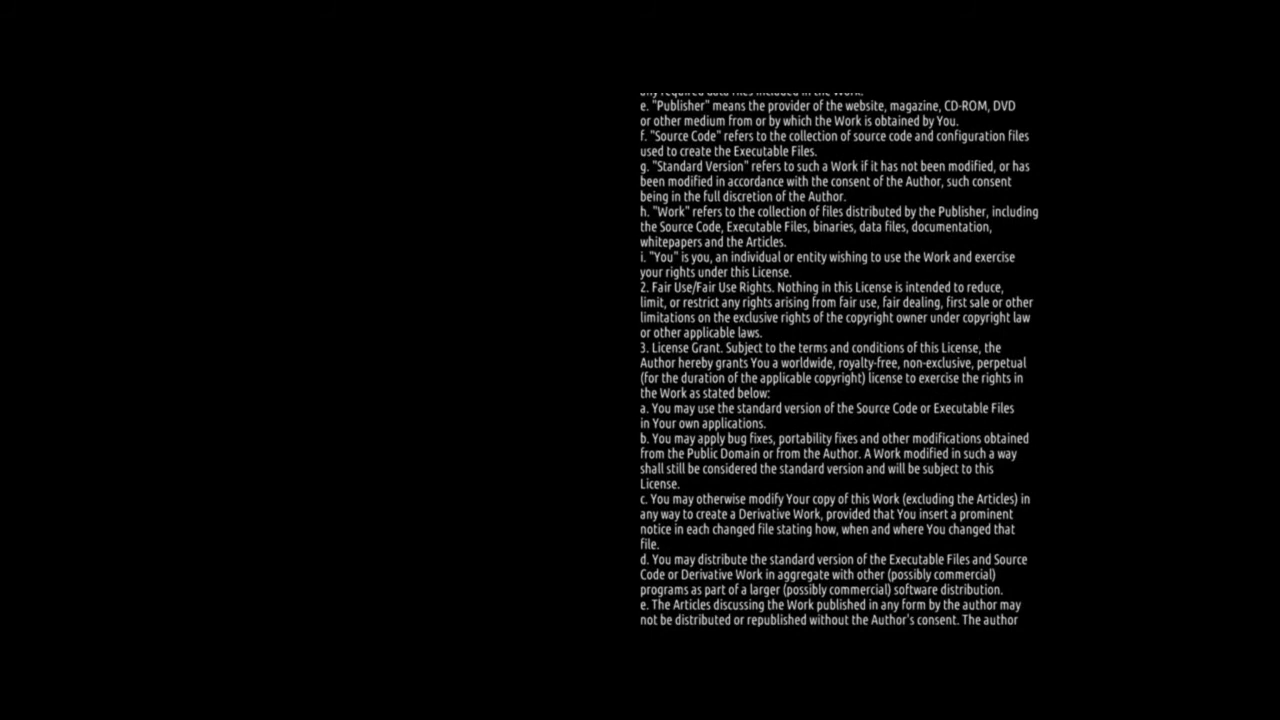 any required data files included in the Work.
e. "Publisher" means the provider of the website, magazine, CD-ROM, DVD
or other medium from or by which the Work is obtained by You.
f. "Source Code" refers to the collection of source code and configuration files
used to create the Executable Files.
g. "Standard Version" refers to such a Work if it has not been modified, or has
been modified in accordance with the consent of the Author, such consent
being in the full discretion of the Author.
h. "Work" refers to the collection of files distributed by the Publisher, including
the Source Code, Executable Files, binaries, data files, documentation,
whitepapers and the Articles.
i. "You" is you, an individual or entity wishing to use the Work and exercise
your rights under this License.
2. Fair Use/Fair Use Rights. Nothing in this License is intended to reduce,
limit, or restrict any rights arising from fair use, fair dealing, first sale or other
limitations on the exclusive rights of the copyright owner under copyright law
or other applicable laws.
3. License Grant. Subject to the terms and conditions of this License, the
Author hereby grants You a worldwide, royalty-free, non-exclusive, perpetual
(for the duration of the applicable copyright) license to exercise the rights in
the Work as stated below:
a. You may use the standard version of the Source Code or Executable Files
in Your own applications.
b. You may apply bug fixes, portability fixes and other modifications obtained
from the Public Domain or from the Author. A Work modified in such a way
shall still be considered the standard version and will be subject to this
License.
c. You may otherwise modify Your copy of this Work (excluding the Articles) in
any way to create a Derivative Work, provided that You insert a prominent
notice in each changed file stating how, when and where You changed that
file.
d. You may distribute the standard version of the Executable Files and Source
Code or Derivative Work in aggregate with other (possibly commercial)
programs as part of a larger (possibly commercial) software distribution.
e. The Articles discussing the Work published in any form by the author may
not be distributed or republished without the Author's consent. The author